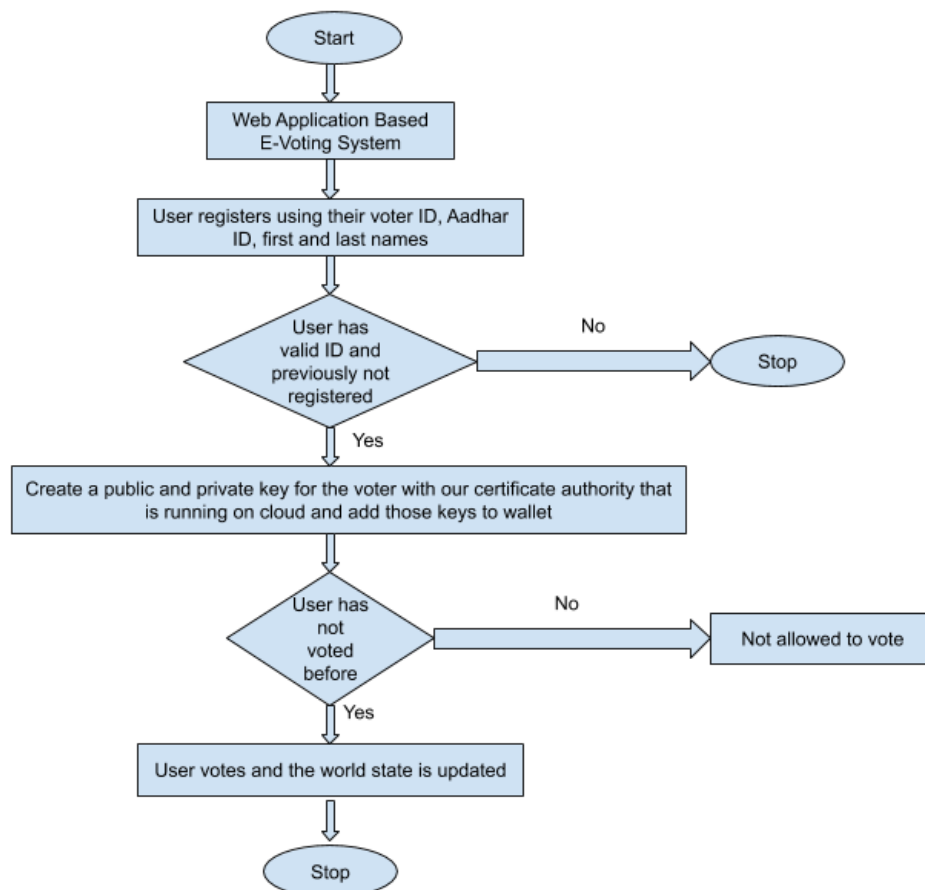 Start
Web Application Based
E-Voting System
User registers using their voter ID, Aadhar
ID, first and last names
User has
valid ID and
previously not
registered
No
Stop
Yes
Create a public and private key for the voter with our certificate authority that
is running on cloud and add those keys to wallet
User has
not
voted
before
No
Not allowed to vote
Yes
User votes and the world state is updated
Stop